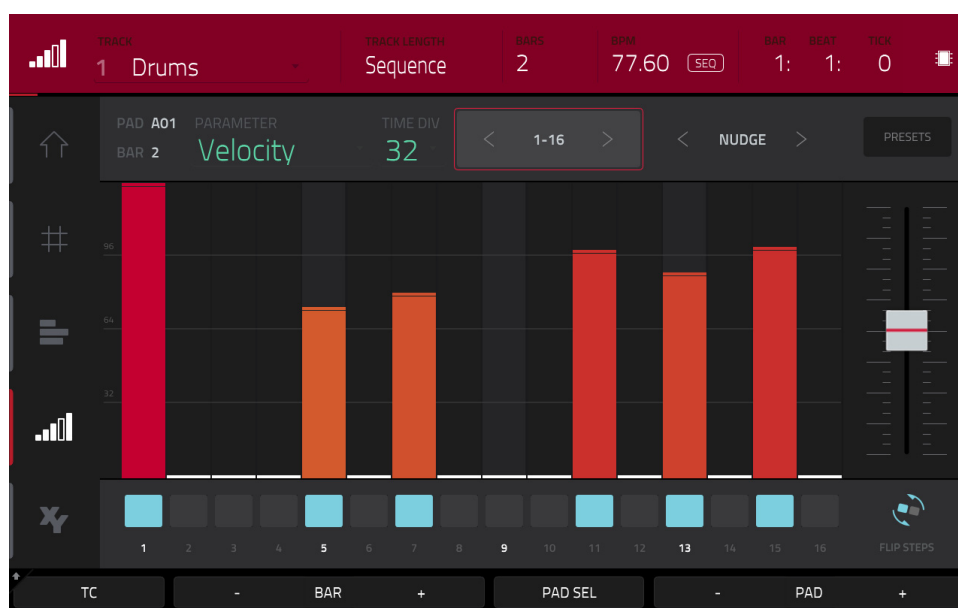 TRACK TRACK LENGTH BARS BPM BAR BEAT TICK
1 Drums Sequence 2 77.60 SEQ 1: 1: 0
PAD A01 PARAMETER TIME DIV
BAR 2 Velocity 32 < 1-16 > < NUDGE > PRESETS
96
64
32
XY
1 2 3 4 5 6 7 8 9 10 11 12 13 14 15 16 FLIP STEPS
TC - BAR + PAD SEL - PAD +